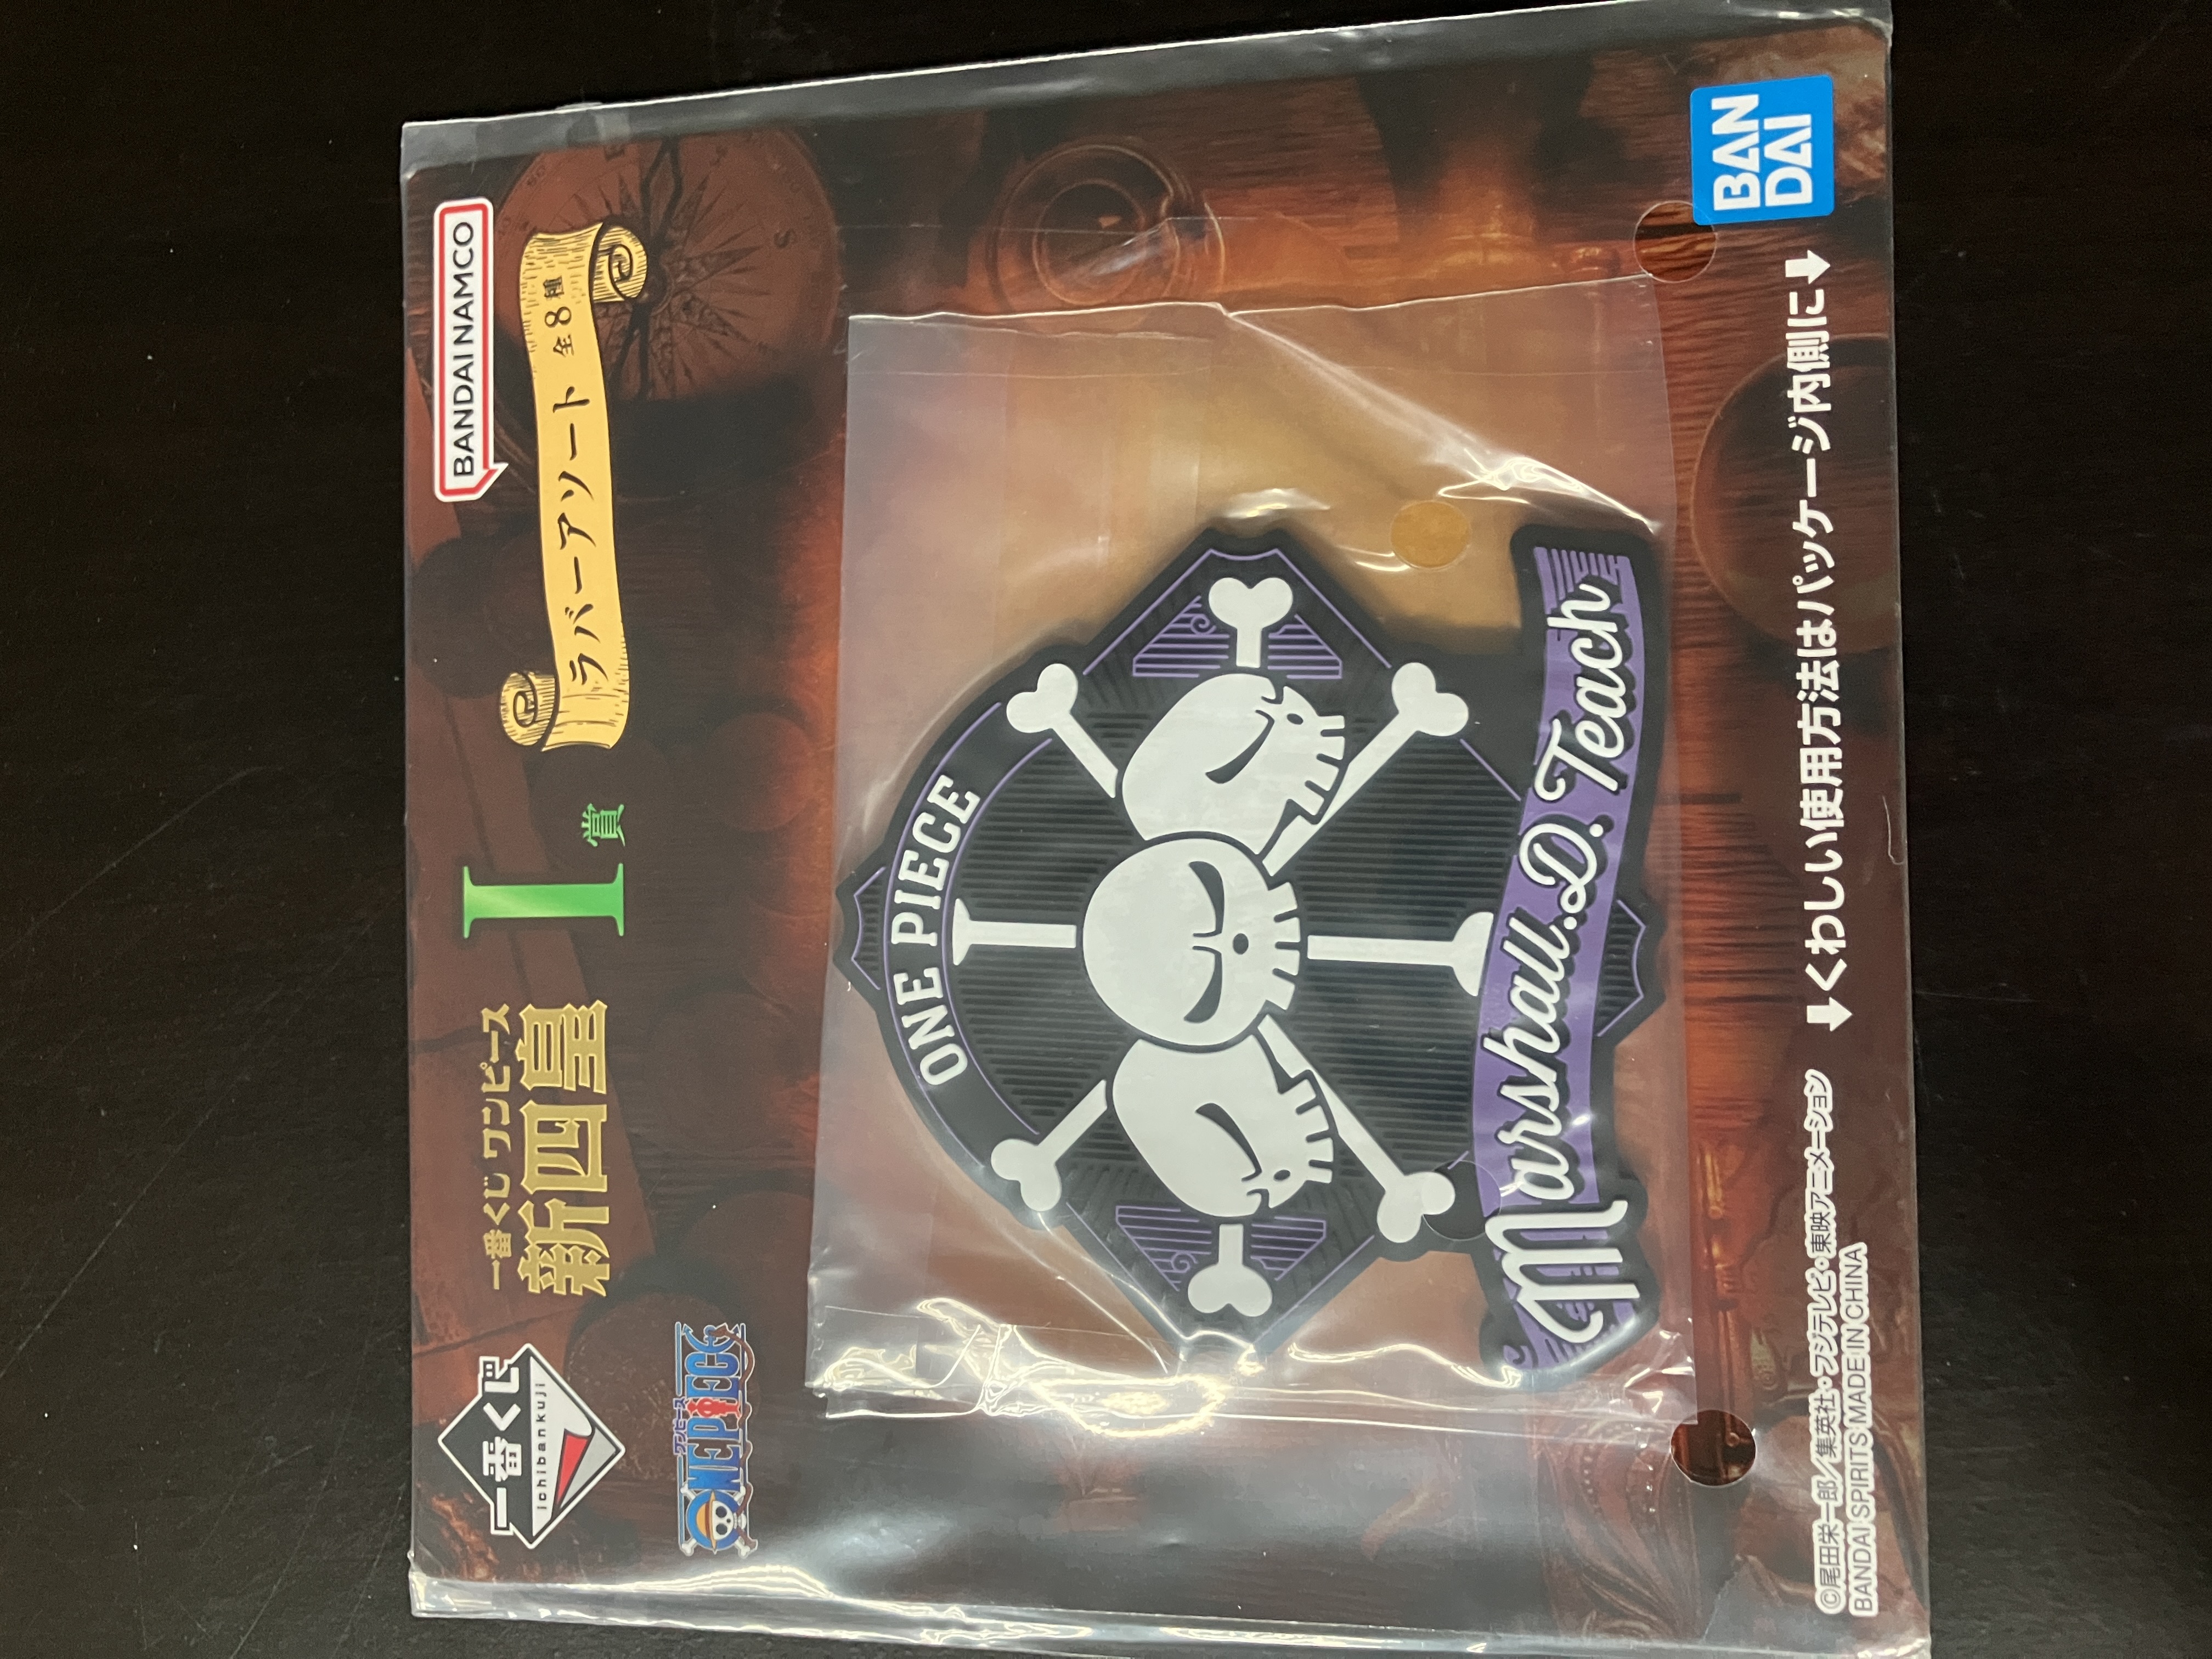 一番くじ
ichibankuji
一番くじ ワンピース
新四皇
I賞
ラバーアソート 全8種
BANDAI NAMCO
ワンピース
ONE PIECE
ONE PIECE
Marshall.D.Teach
BAN
DAI
⬇くわしい使用方法はパッケージ内側に⬇
©尾田栄一郎/集英社・フジテレビ・東映アニメーション
BANDAI SPIRITS MADE IN CHINA